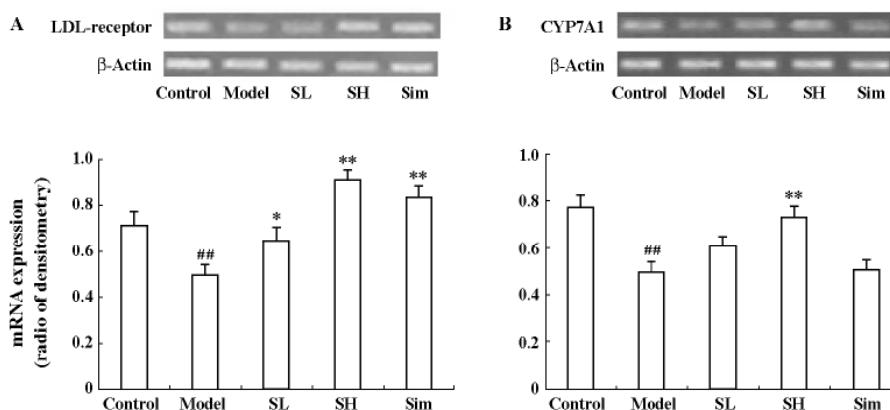 A
LDL-receptor
β-Actin
Control Model SL SH Sim
mRNA expression
(radio of densitometry)
1.0
0.8
0.6
0.4
0.2
0
##
*
**
**
Control Model SL SH Sim
B
CYP7A1
β-Actin
Control Model SL SH Sim
1.0
0.8
0.6
0.4
0.2
0
##
**
Control Model SL SH Sim